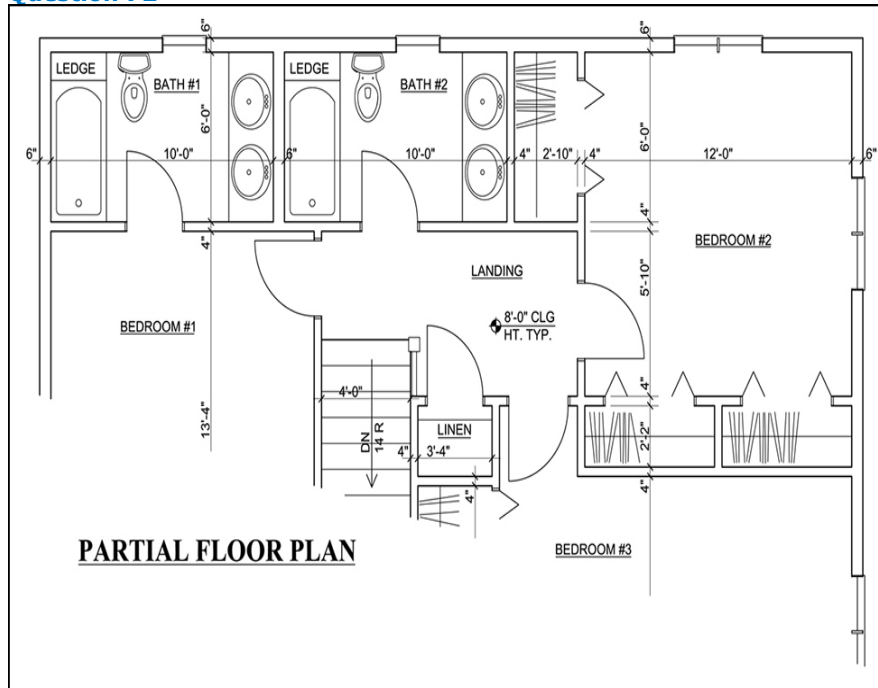 6"
6"
LEDGE
BATH #1
LEDGE
BATH #2
6'-0"
6'-0"
6"
10'-0"
6"
10'-0"
4"
2'-10"
4"
12'-0"
6"
4"
4"
BEDROOM #2
LANDING
5'-10"
BEDROOM #1
8'-0" CLG
HT. TYP.
4'-0"
4"
13'-4"
DN
14 R
LINEN
4"
3'-4"
2'-2"
4"
4"
PARTIAL FLOOR PLAN
BEDROOM #3